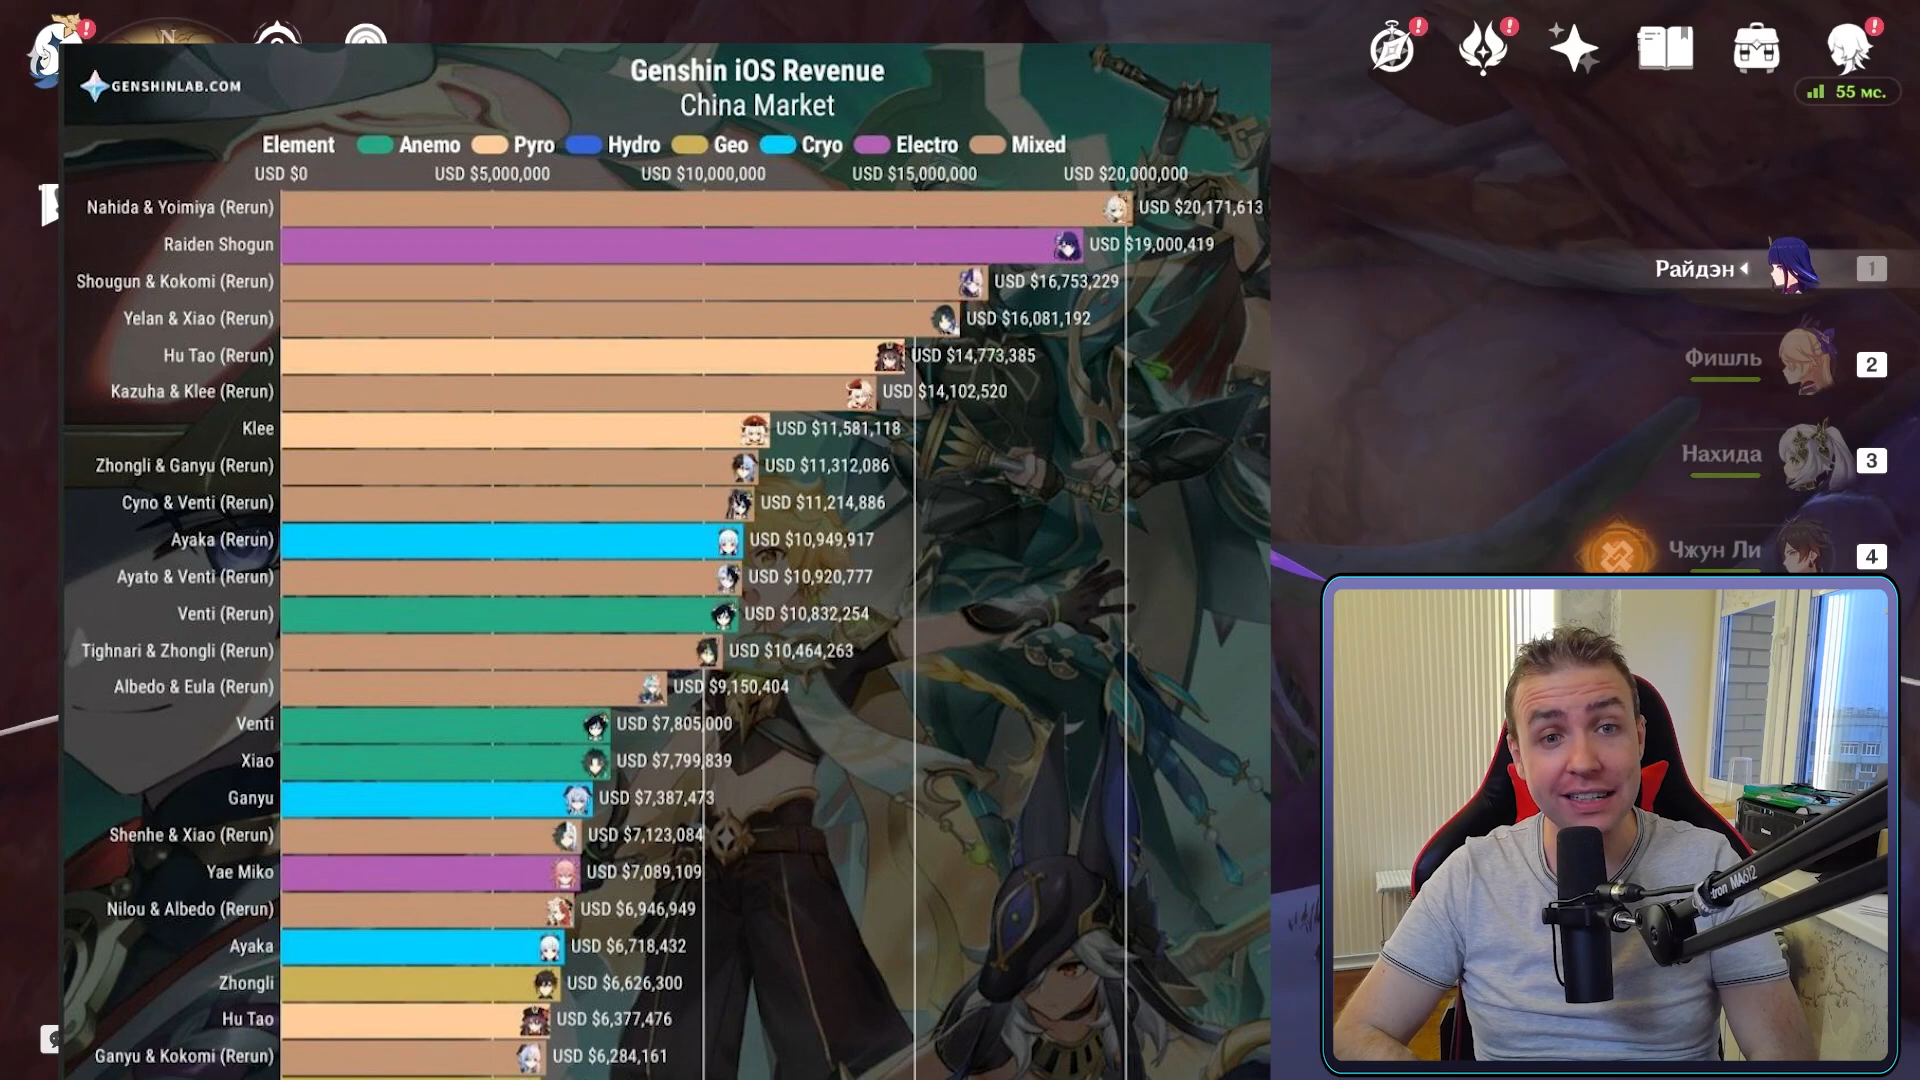 N
GENSHINLAB.COM
Genshin iOS Revenue
China Market
Element Anemo Pyro Hydro Geo Cryo Electro Mixed
USD $0 USD $5,000,000 USD $10,000,000 USD $15,000,000 USD $20,000,000
Nahida & Yoimiya (Rerun) USD $20,171,613
Raiden Shogun USD $19,000,419
Shougun & Kokomi (Rerun) USD $16,753,229
Yelan & Xiao (Rerun) USD $16,081,192
Hu Tao (Rerun) USD $14,773,385
Kazuha & Klee (Rerun) USD $14,102,520
Klee USD $11,581,118
Zhongli & Ganyu (Rerun) USD $11,312,086
Cyno & Venti (Rerun) USD $11,214,886
Ayaka (Rerun) USD $10,949,917
Ayato & Venti (Rerun) USD $10,920,777
Venti (Rerun) USD $10,832,254
Tighnari & Zhongli (Rerun) USD $10,464,263
Albedo & Eula (Rerun) USD $9,150,404
Venti USD $7,805,000
Xiao USD $7,799,839
Ganyu USD $7,387,473
Shenhe & Xiao (Rerun) USD $7,123,084
Yae Miko USD $7,089,109
Nilou & Albedo (Rerun) USD $6,946,949
Ayaka USD $6,718,432
Zhongli USD $6,626,300
Hu Tao USD $6,377,476
Ganyu & Kokomi (Rerun) USD $6,284,161
55 мс.
Райдэн 1
Фишль 2
Нахида 3
Чжун Ли 4
tron MA612